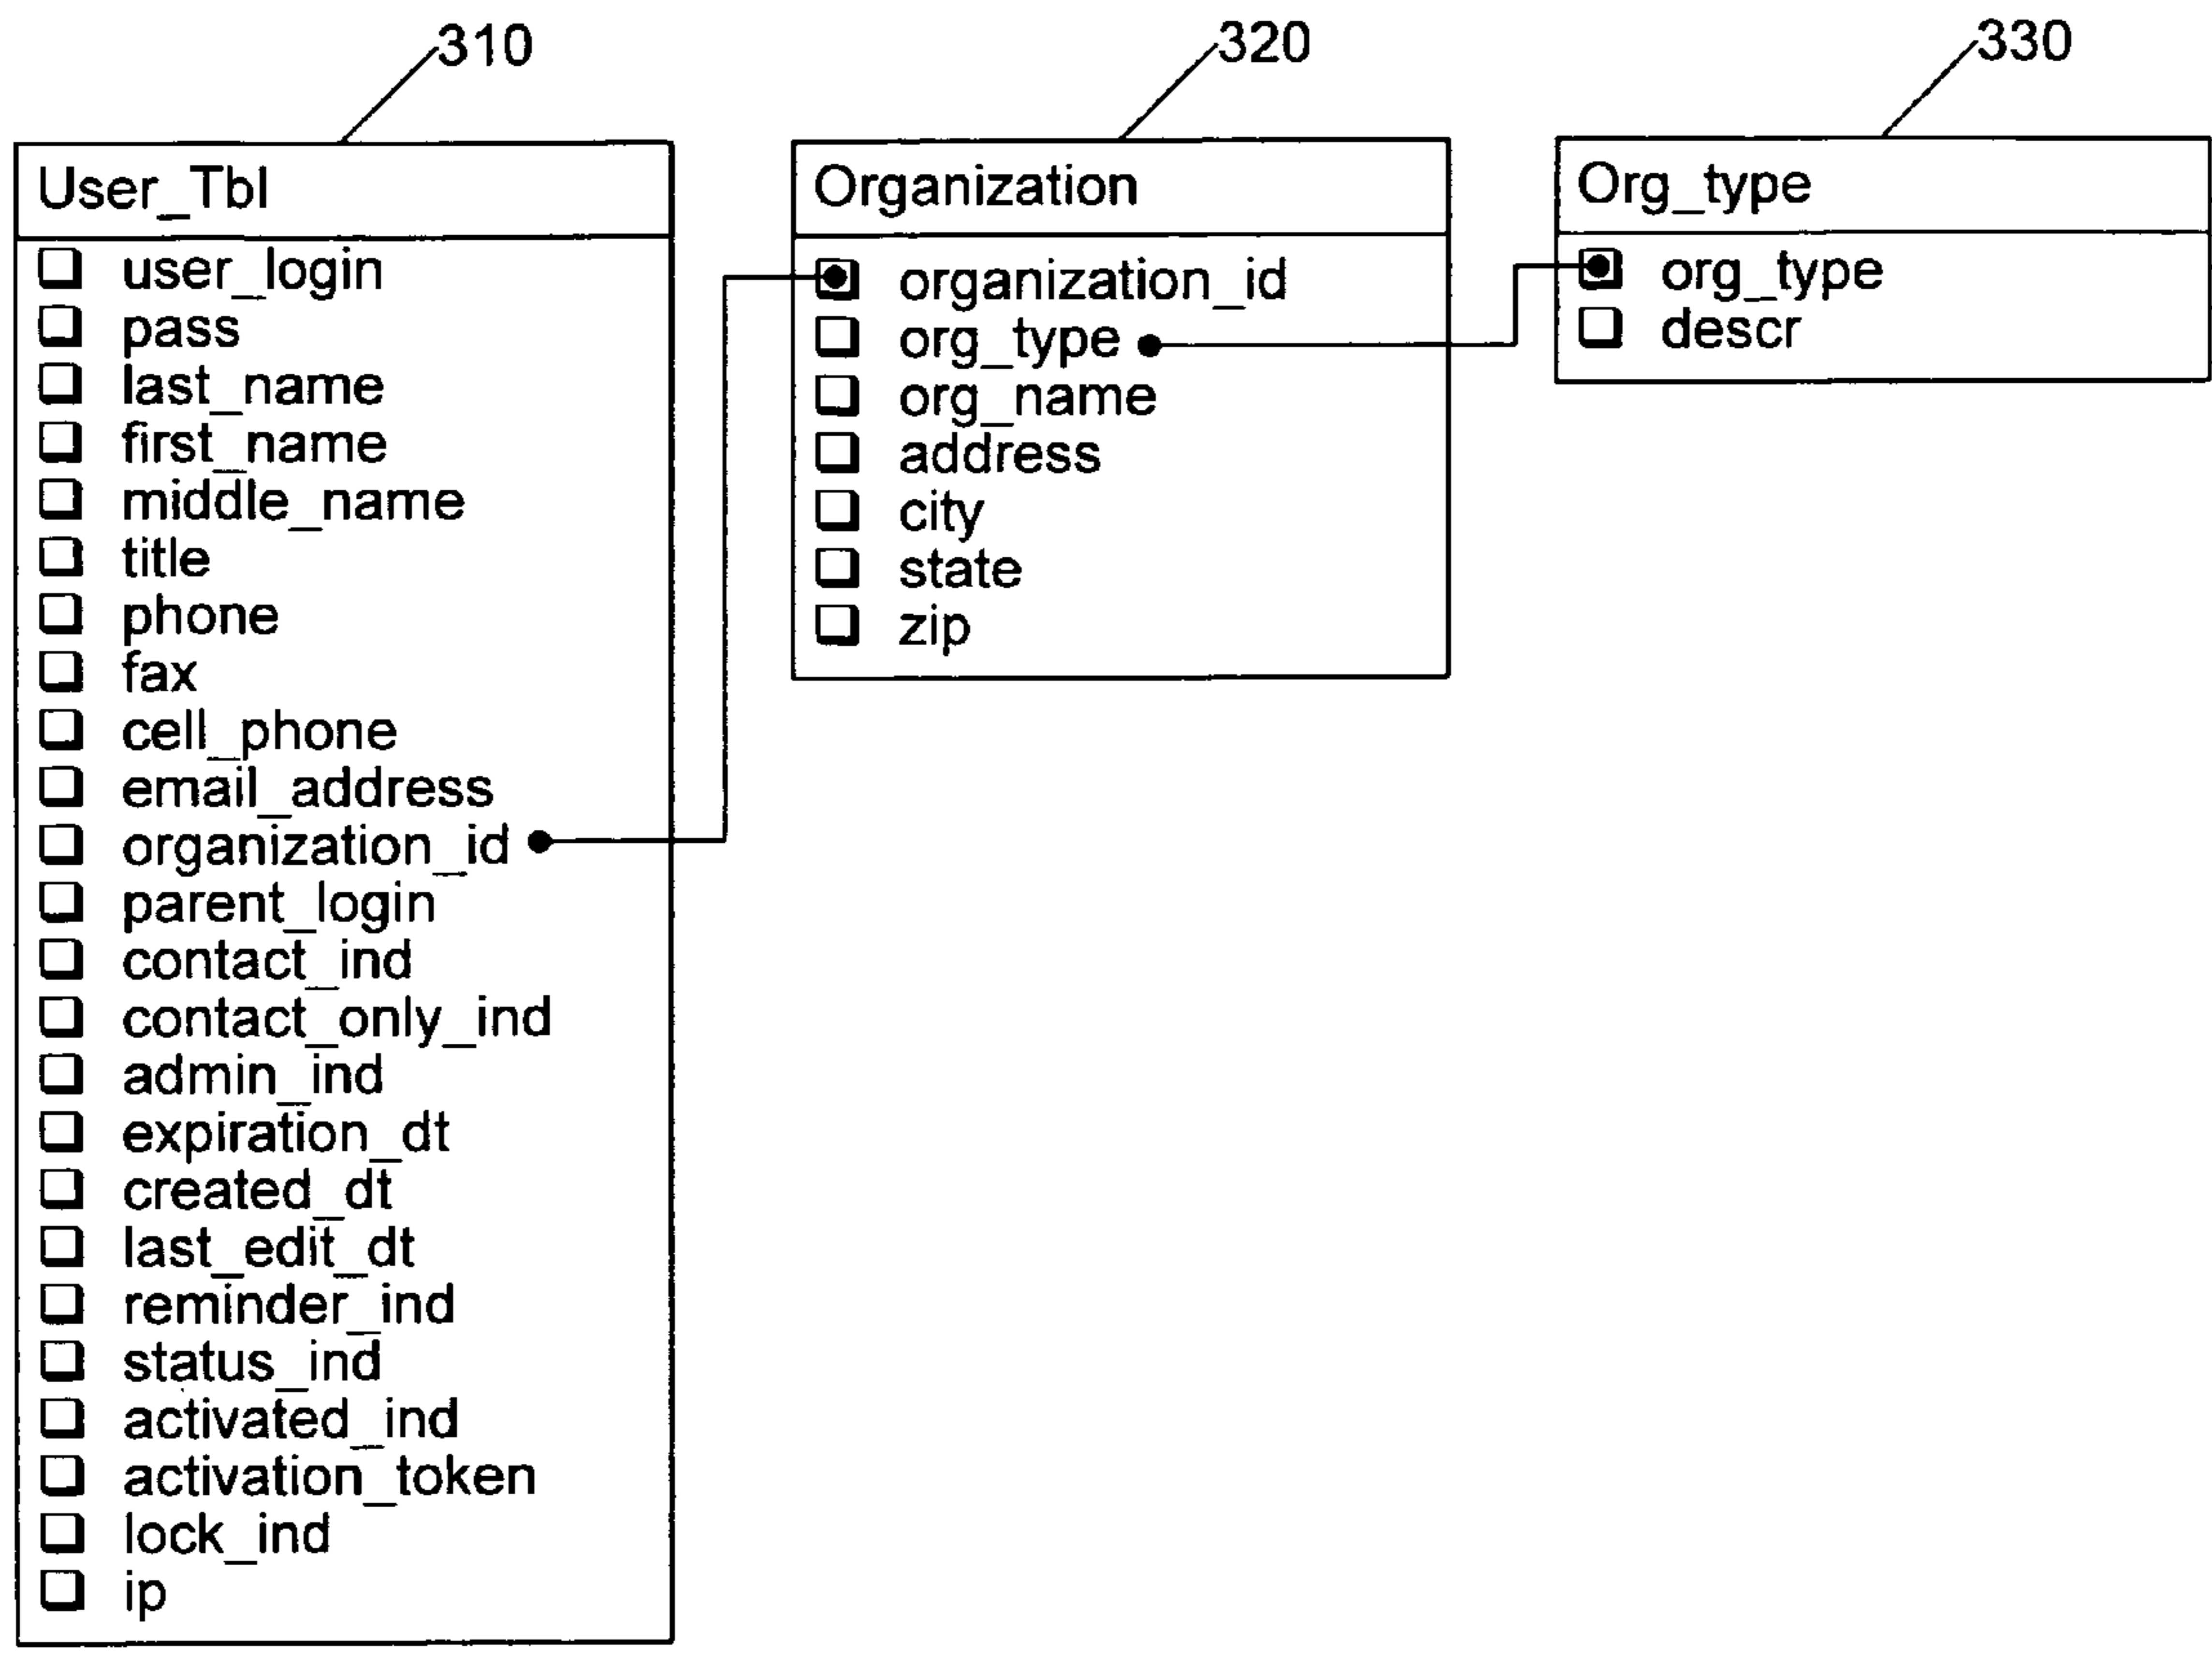 310
320
330
User_Tbl
user_login
pass
last_name
first_name
middle_name
title
phone
fax
cell_phone
email_address
organization_id
parent_login
contact_ind
contact_only_ind
admin_ind
expiration_dt
created_dt
last_edit_dt
reminder_ind
status_ind
activated_ind
activation_token
lock_ind
ip
Organization
organization_id
org_type
org_name
address
city
state
zip
Org_type
org_type
descr